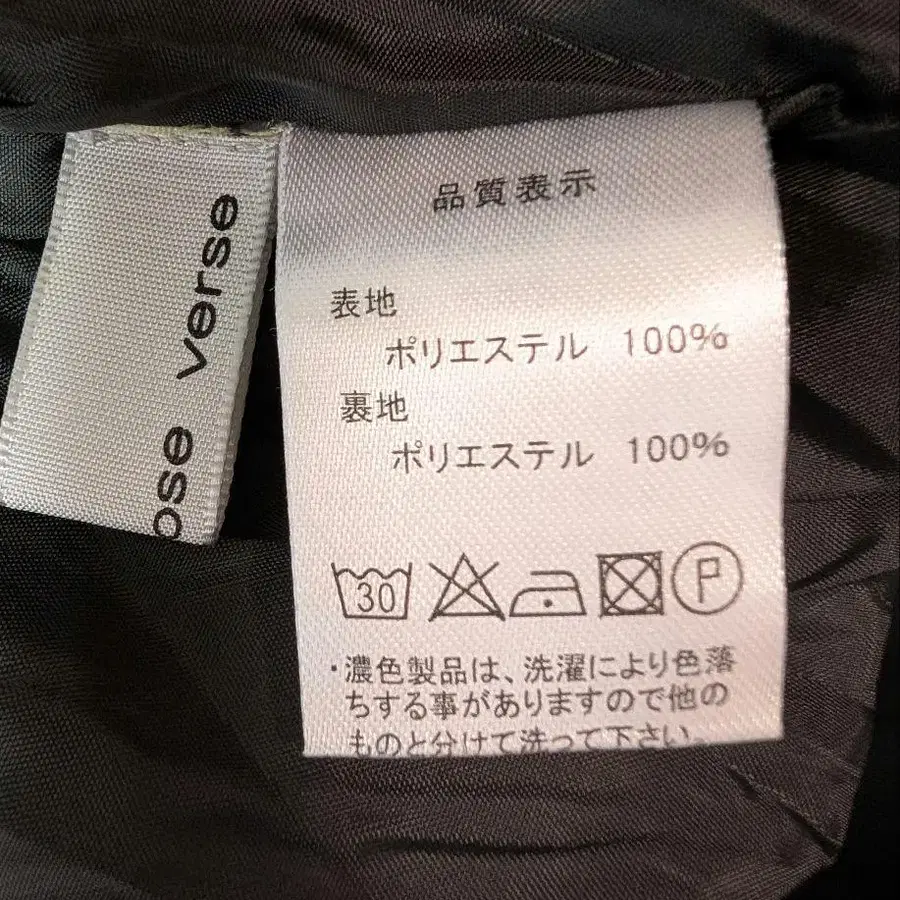 ose verse
品質表示
表地
ポリエステル 100%
裏地
ポリエステル 100%
30
P
・濃色製品は、洗濯により色落
ちする事がありますので他の
ものと分けて洗って下さい。